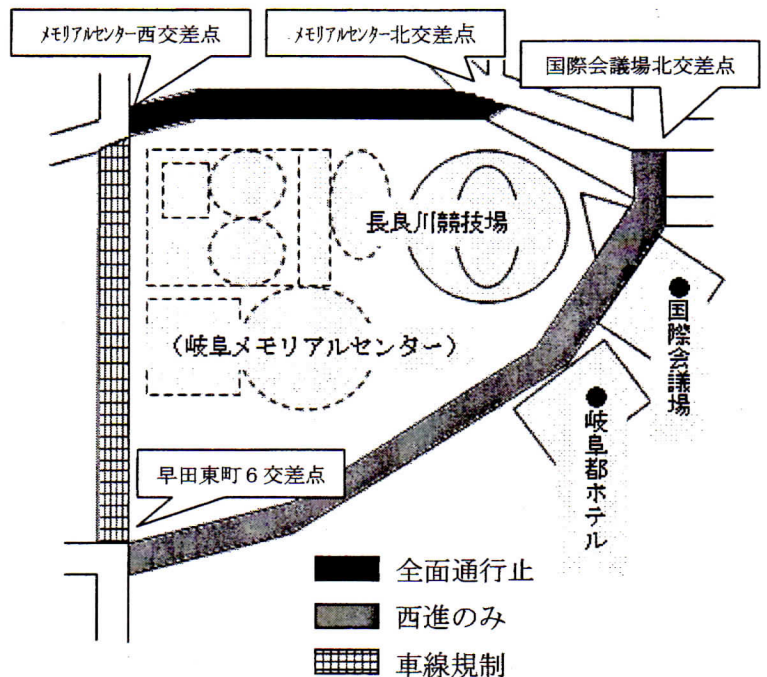 ﾒﾓﾘｱﾙｾﾝﾀｰ西交差点
ﾒﾓﾘｱﾙｾﾝﾀｰ北交差点
国際会議場北交差点
長良川競技場
(岐阜メモリアルセンター)
●国際会議場
●岐阜都ホテル
早田東町6交差点
全面通行止
西進のみ
車線規制